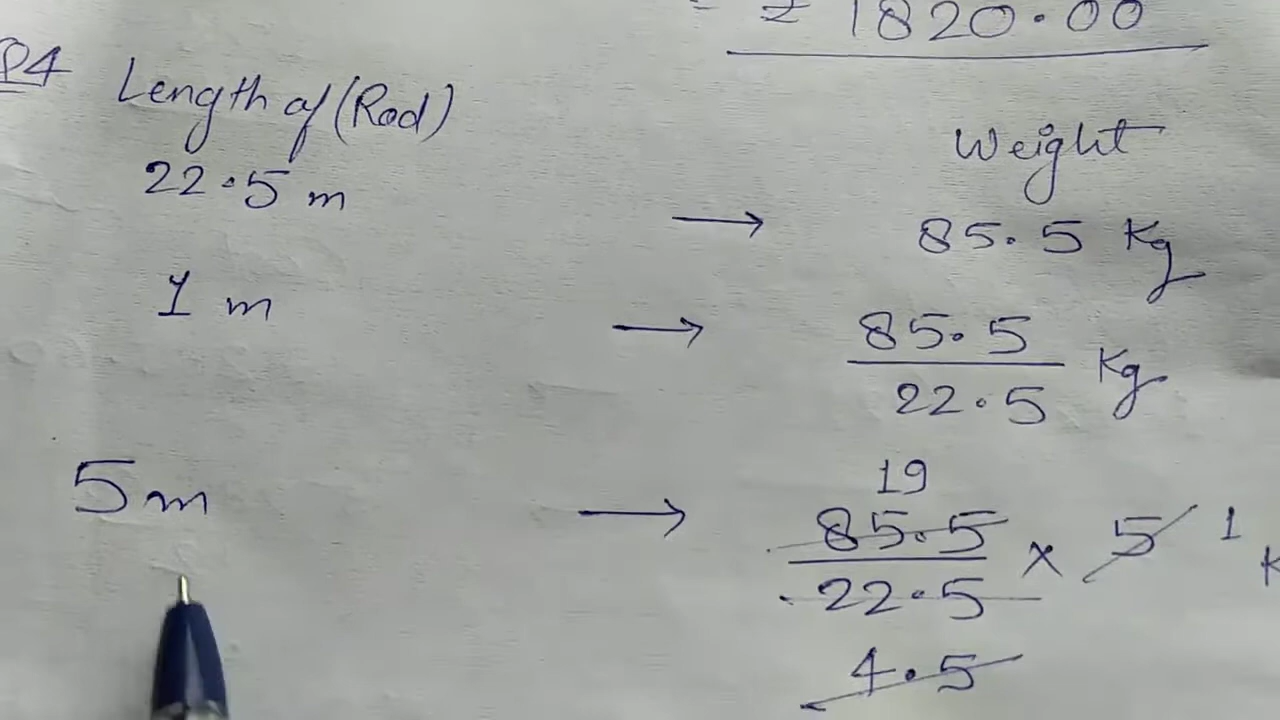 = ₹ 1820.00
P4 Length of (Rod)
Weight
22.5 m → 85.5 Kg
1 m → 85.5 / 22.5 Kg
19
5 m → 85.5 / 22.5 × 5 1 K
4.5